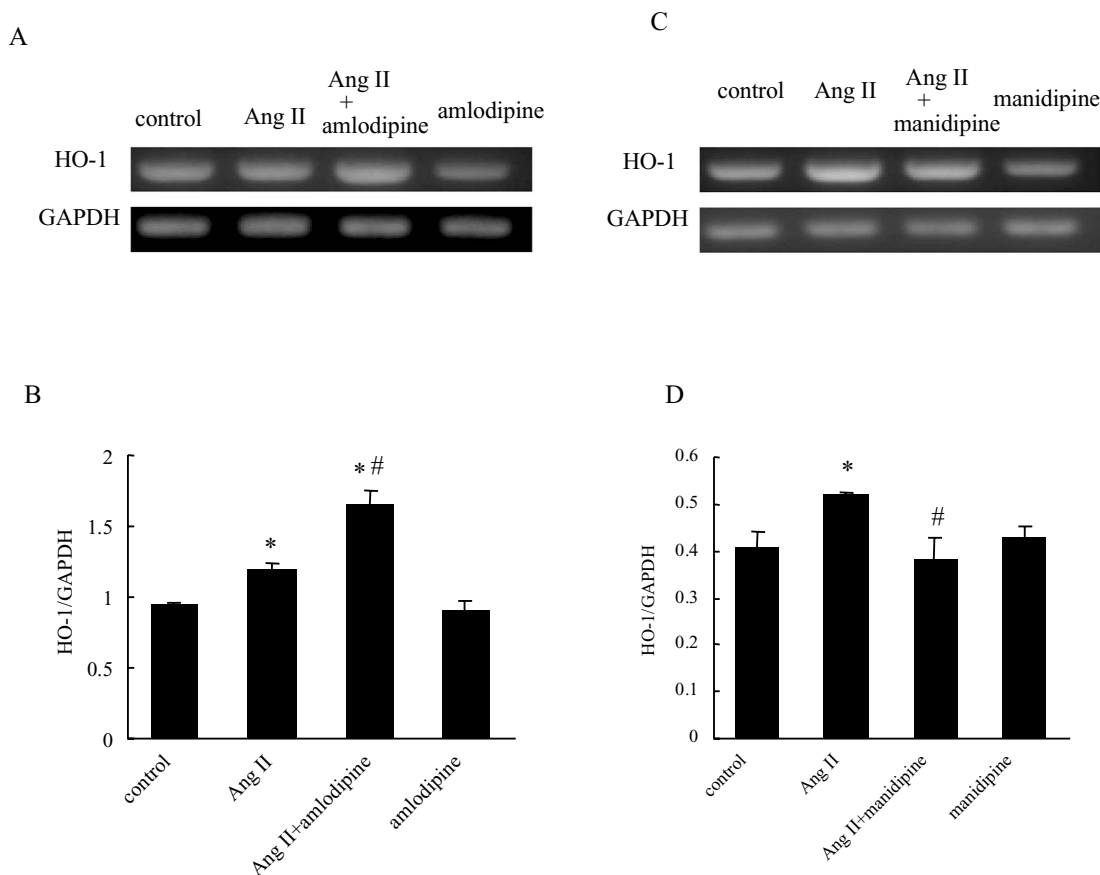 A
control
Ang II
Ang II
+
amlodipine
amlodipine
HO-1
GAPDH
C
control
Ang II
Ang II
+
manidipine
manidipine
HO-1
GAPDH
B
HO-1/GAPDH
2
1.5
1
0.5
0
*
* #
control
Ang II
Ang II+amlodipine
amlodipine
D
HO-1/GAPDH
0.6
0.5
0.4
0.3
0.2
0.1
0
*
#
control
Ang II
Ang II+manidipine
manidipine